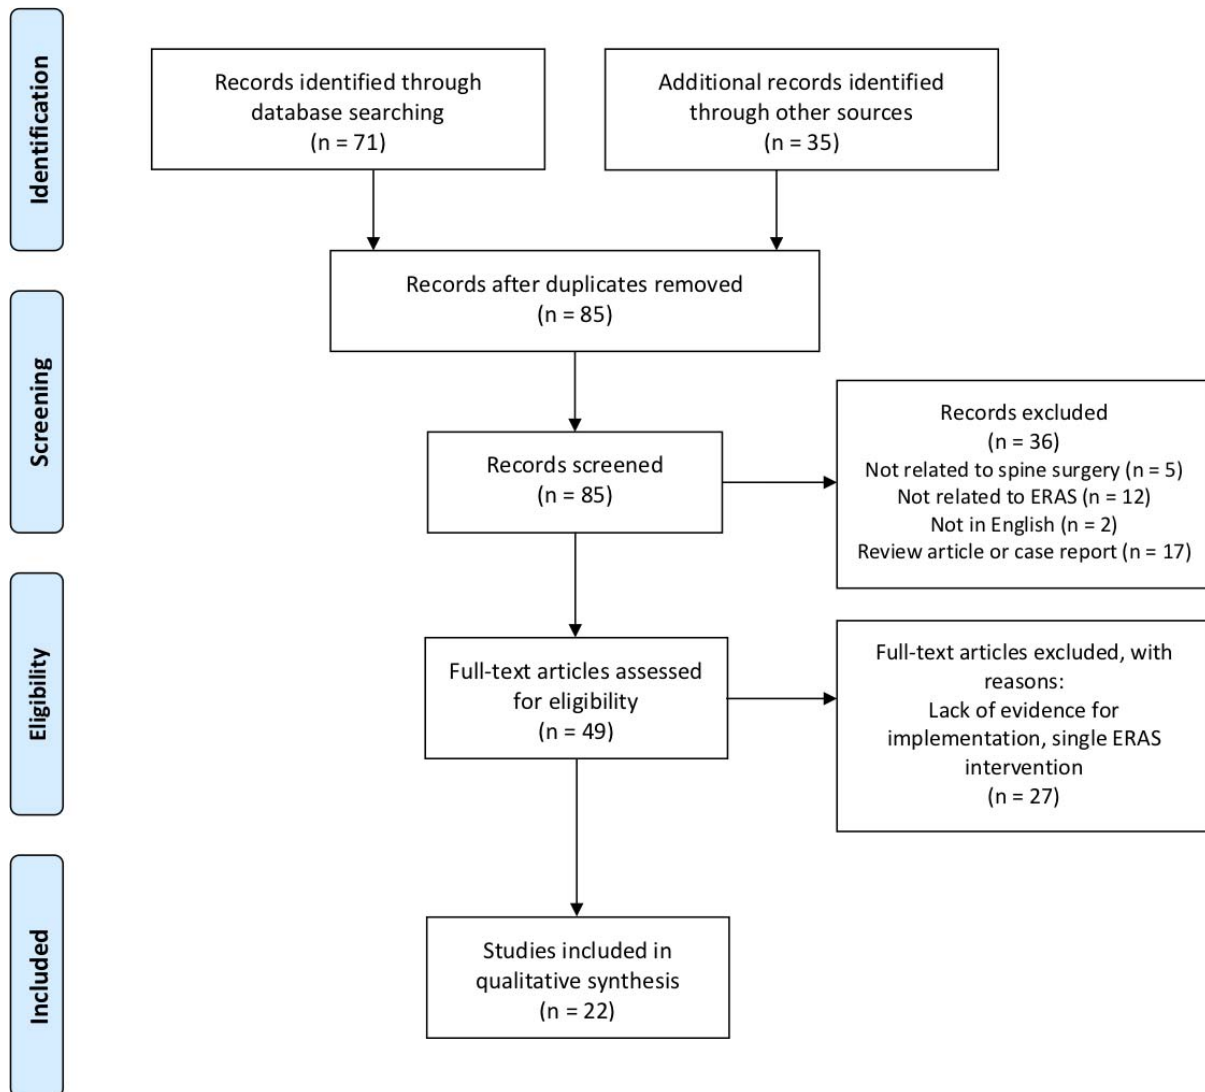 Identification
Records identified through
database searching
(n = 71)
Additional records identified
through other sources
(n = 35)
Records after duplicates removed
(n = 85)
Screening
Records screened
(n = 85)
Records excluded
(n = 36)
Not related to spine surgery (n = 5)
Not related to ERAS (n = 12)
Not in English (n = 2)
Review article or case report (n = 17)
Eligibility
Full-text articles assessed
for eligibility
(n = 49)
Full-text articles excluded, with
reasons:
Lack of evidence for
implementation, single ERAS
intervention
(n = 27)
Included
Studies included in
qualitative synthesis
(n = 22)